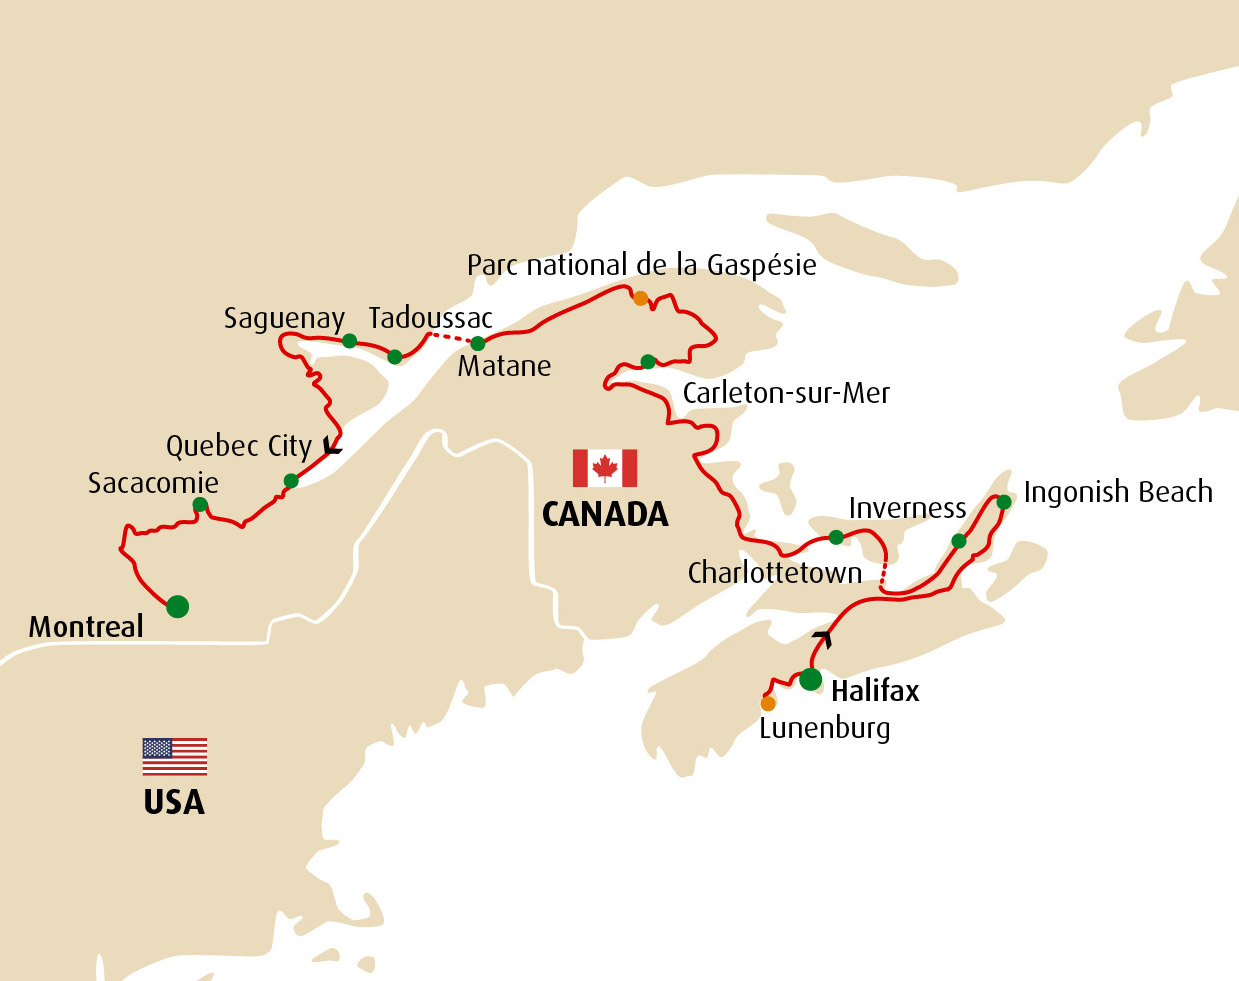 Parc national de la Gaspésie
Saguenay
Tadoussac
Matane
Carleton-sur-Mer
Quebec City
Sacacomie
CANADA
Inverness
Ingonish Beach
Charlottetown
Montreal
Halifax
Lunenburg
USA